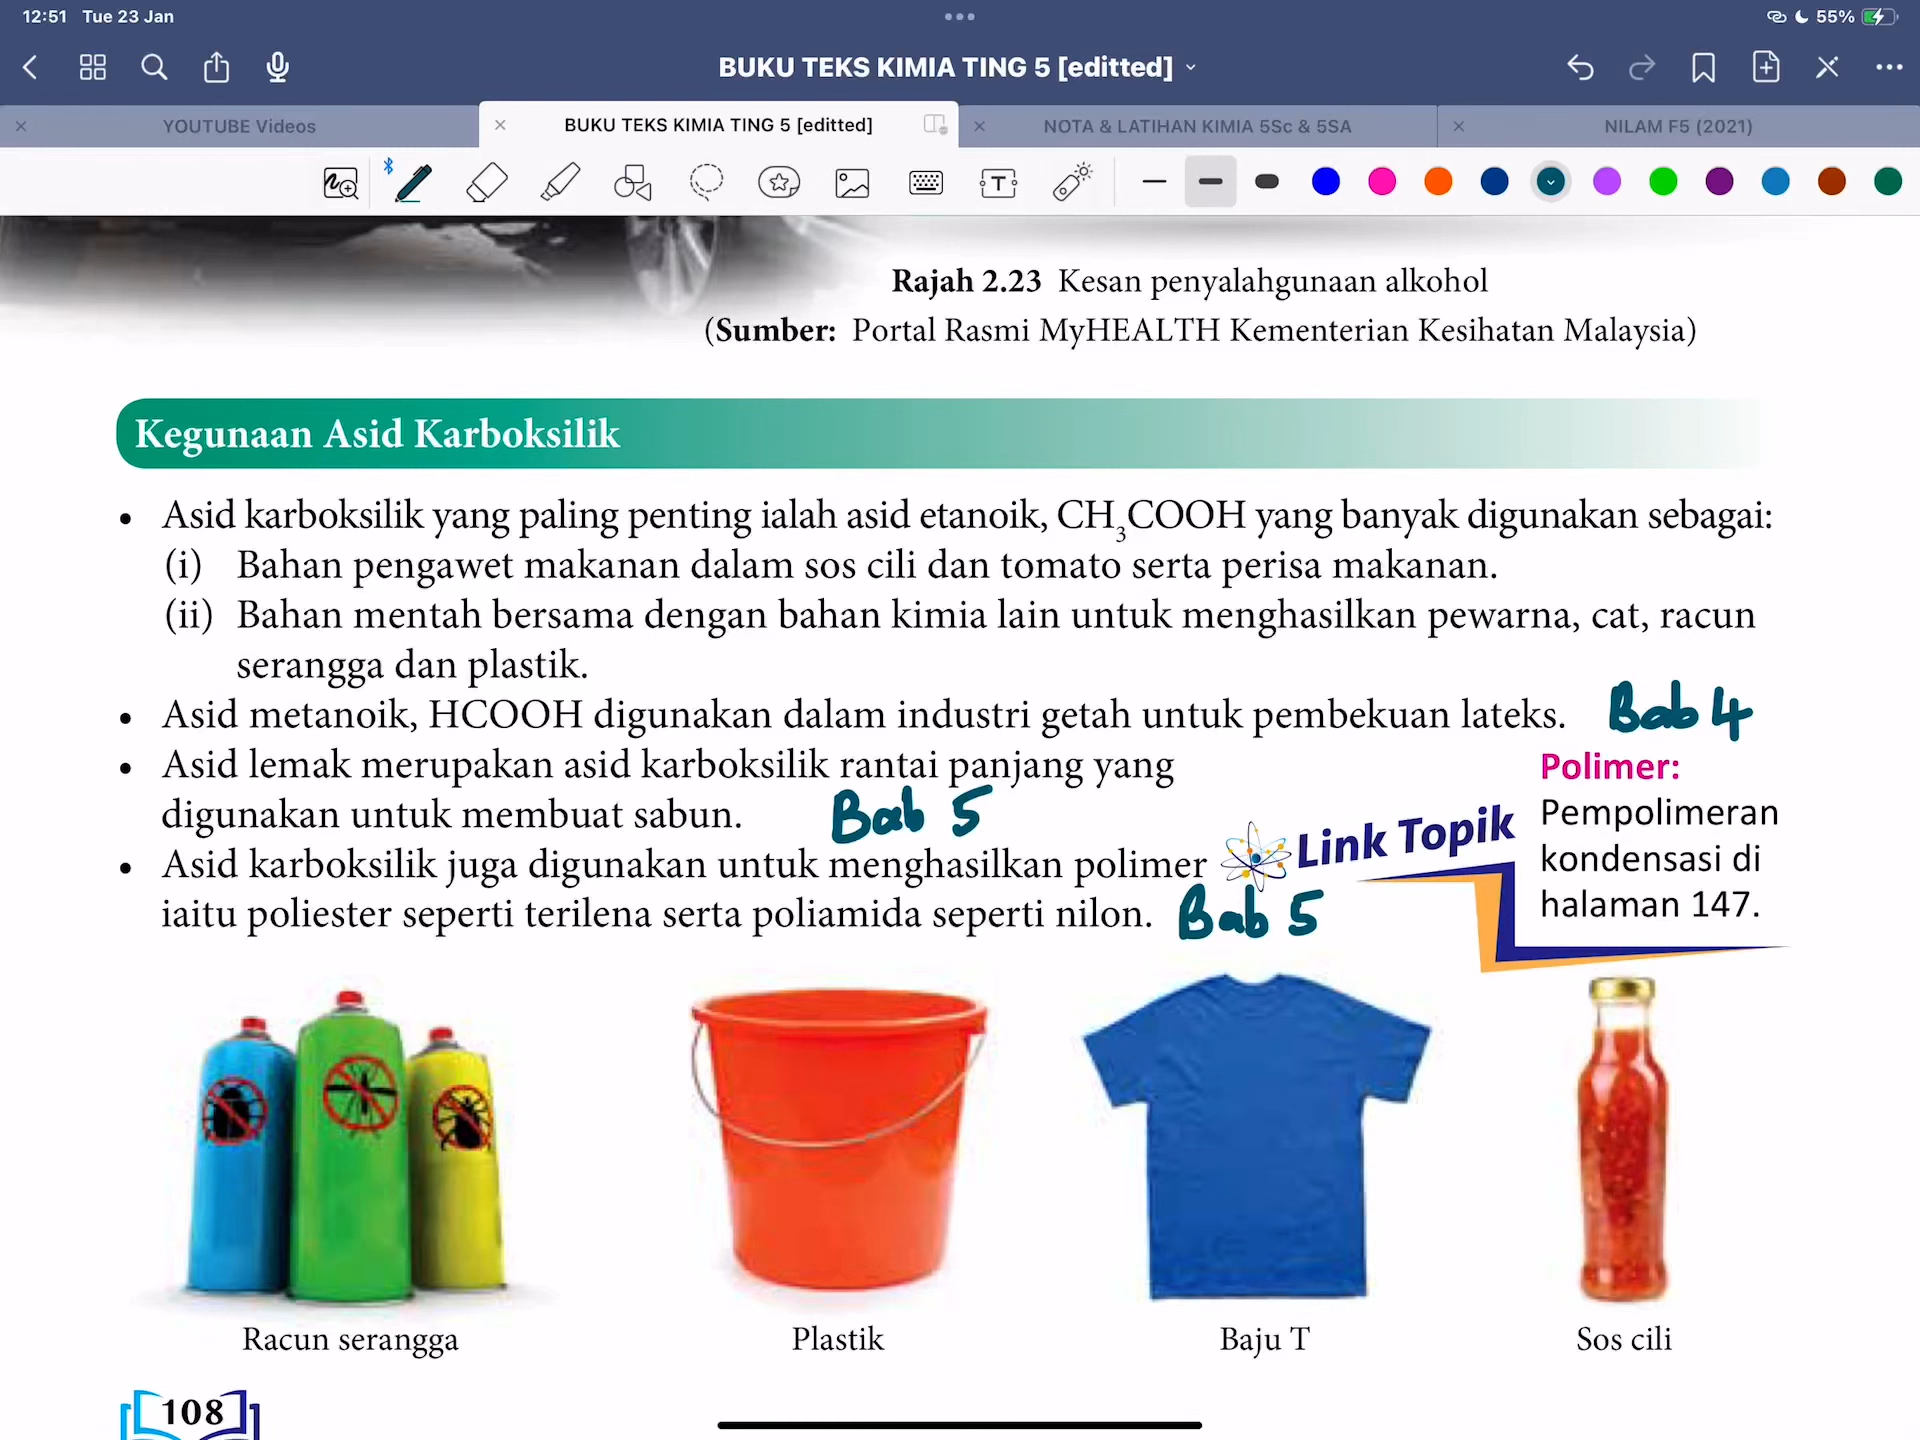 12:51 Tue 23 Jan
55%
BUKU TEKS KIMIA TING 5 [editted]
YOUTUBE Videos
BUKU TEKS KIMIA TING 5 [editted]
NOTA & LATIHAN KIMIA 5Sc & 5SA
NILAM F5 (2021)
Rajah 2.23 Kesan penyalahgunaan alkohol
(Sumber: Portal Rasmi MyHEALTH Kementerian Kesihatan Malaysia)
Kegunaan Asid Karboksilik
• Asid karboksilik yang paling penting ialah asid etanoik, CH₃COOH yang banyak digunakan sebagai:
(i) Bahan pengawet makanan dalam sos cili dan tomato serta perisa makanan.
(ii) Bahan mentah bersama dengan bahan kimia lain untuk menghasilkan pewarna, cat, racun
serangga dan plastik.
• Asid metanoik, HCOOH digunakan dalam industri getah untuk pembekuan lateks. Bab 4
• Asid lemak merupakan asid karboksilik rantai panjang yang
digunakan untuk membuat sabun. Bab 5
• Asid karboksilik juga digunakan untuk menghasilkan polimer
iaitu poliester seperti terilena serta poliamida seperti nilon. Bab 5
Link Topik
Polimer:
Pempolimeran
kondensasi di
halaman 147.
Racun serangga
Plastik
Baju T
Sos cili
108